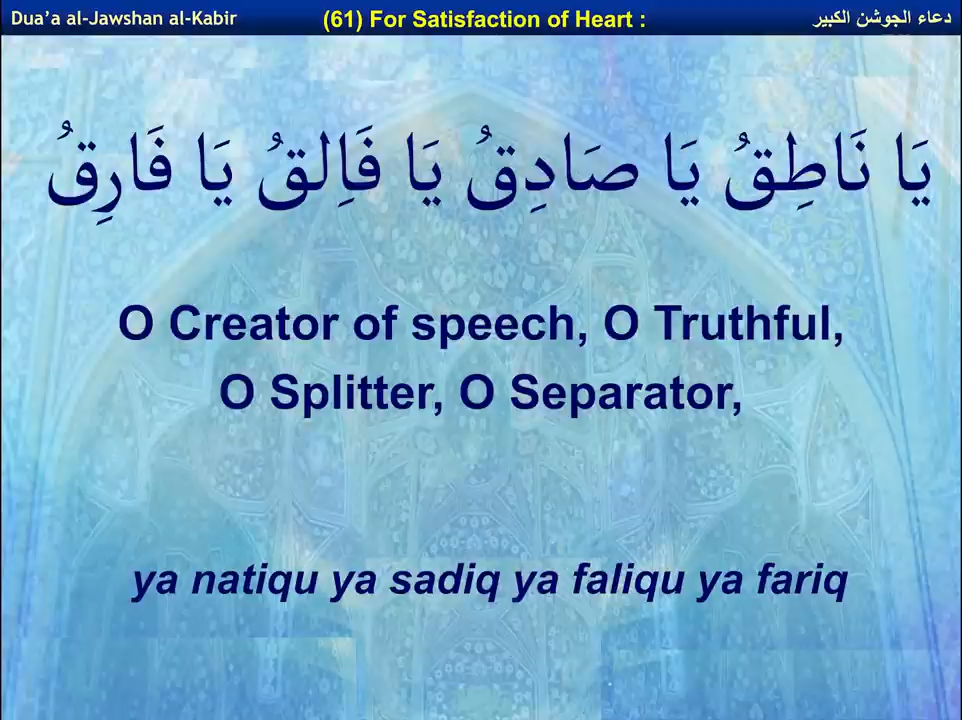 Dua’a al-Jawshan al-Kabir (61) For Satisfaction of Heart : دعاء الجوشن الكبير
يَا نَاطِقُ يَا صَادِقُ يَا فَالِقُ يَا فَارِقُ
O Creator of speech, O Truthful,
O Splitter, O Separator,
ya natiqu ya sadiq ya faliqu ya fariq